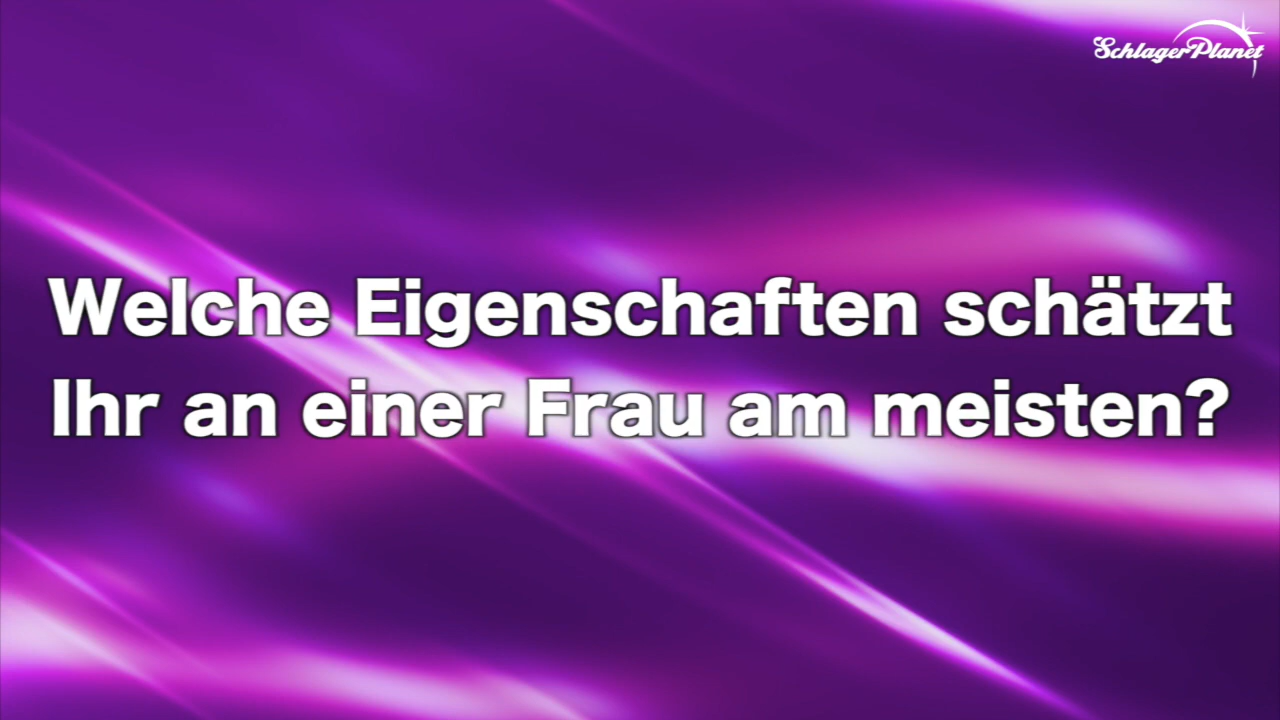 SchlagerPlanet
Welche Eigenschaften schätzt
Ihr an einer Frau am meisten?